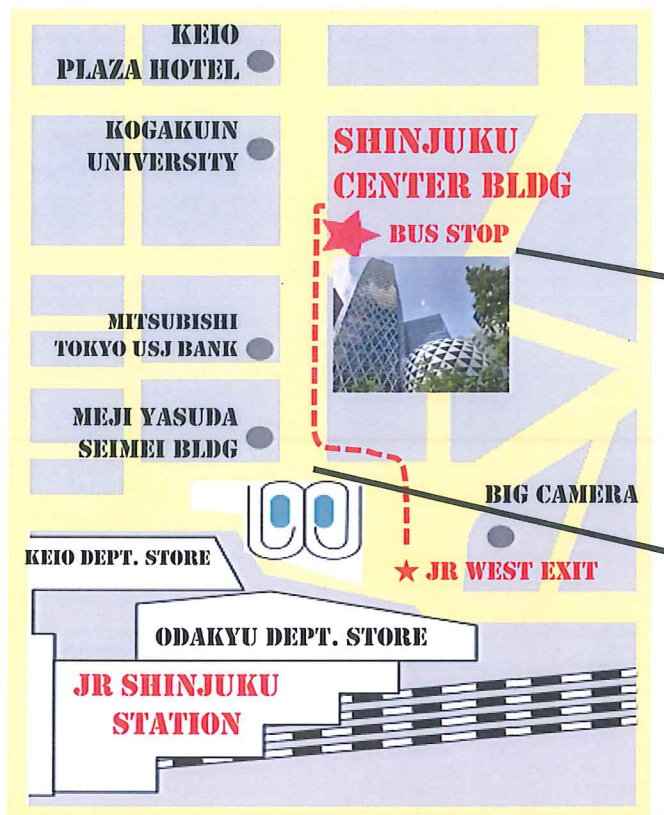 KEIO
PLAZA HOTEL
KOGAKUIN
UNIVERSITY
SHINJUKU
CENTER BLDG
BUS STOP
MITSUBISHI
TOKYO USJ BANK
MEJI YASUDA
SEIMEI BLDG
BIG CAMERA
KEIO DEPT. STORE
JR WEST EXIT
ODAKYU DEPT. STORE
JR SHINJUKU
STATION